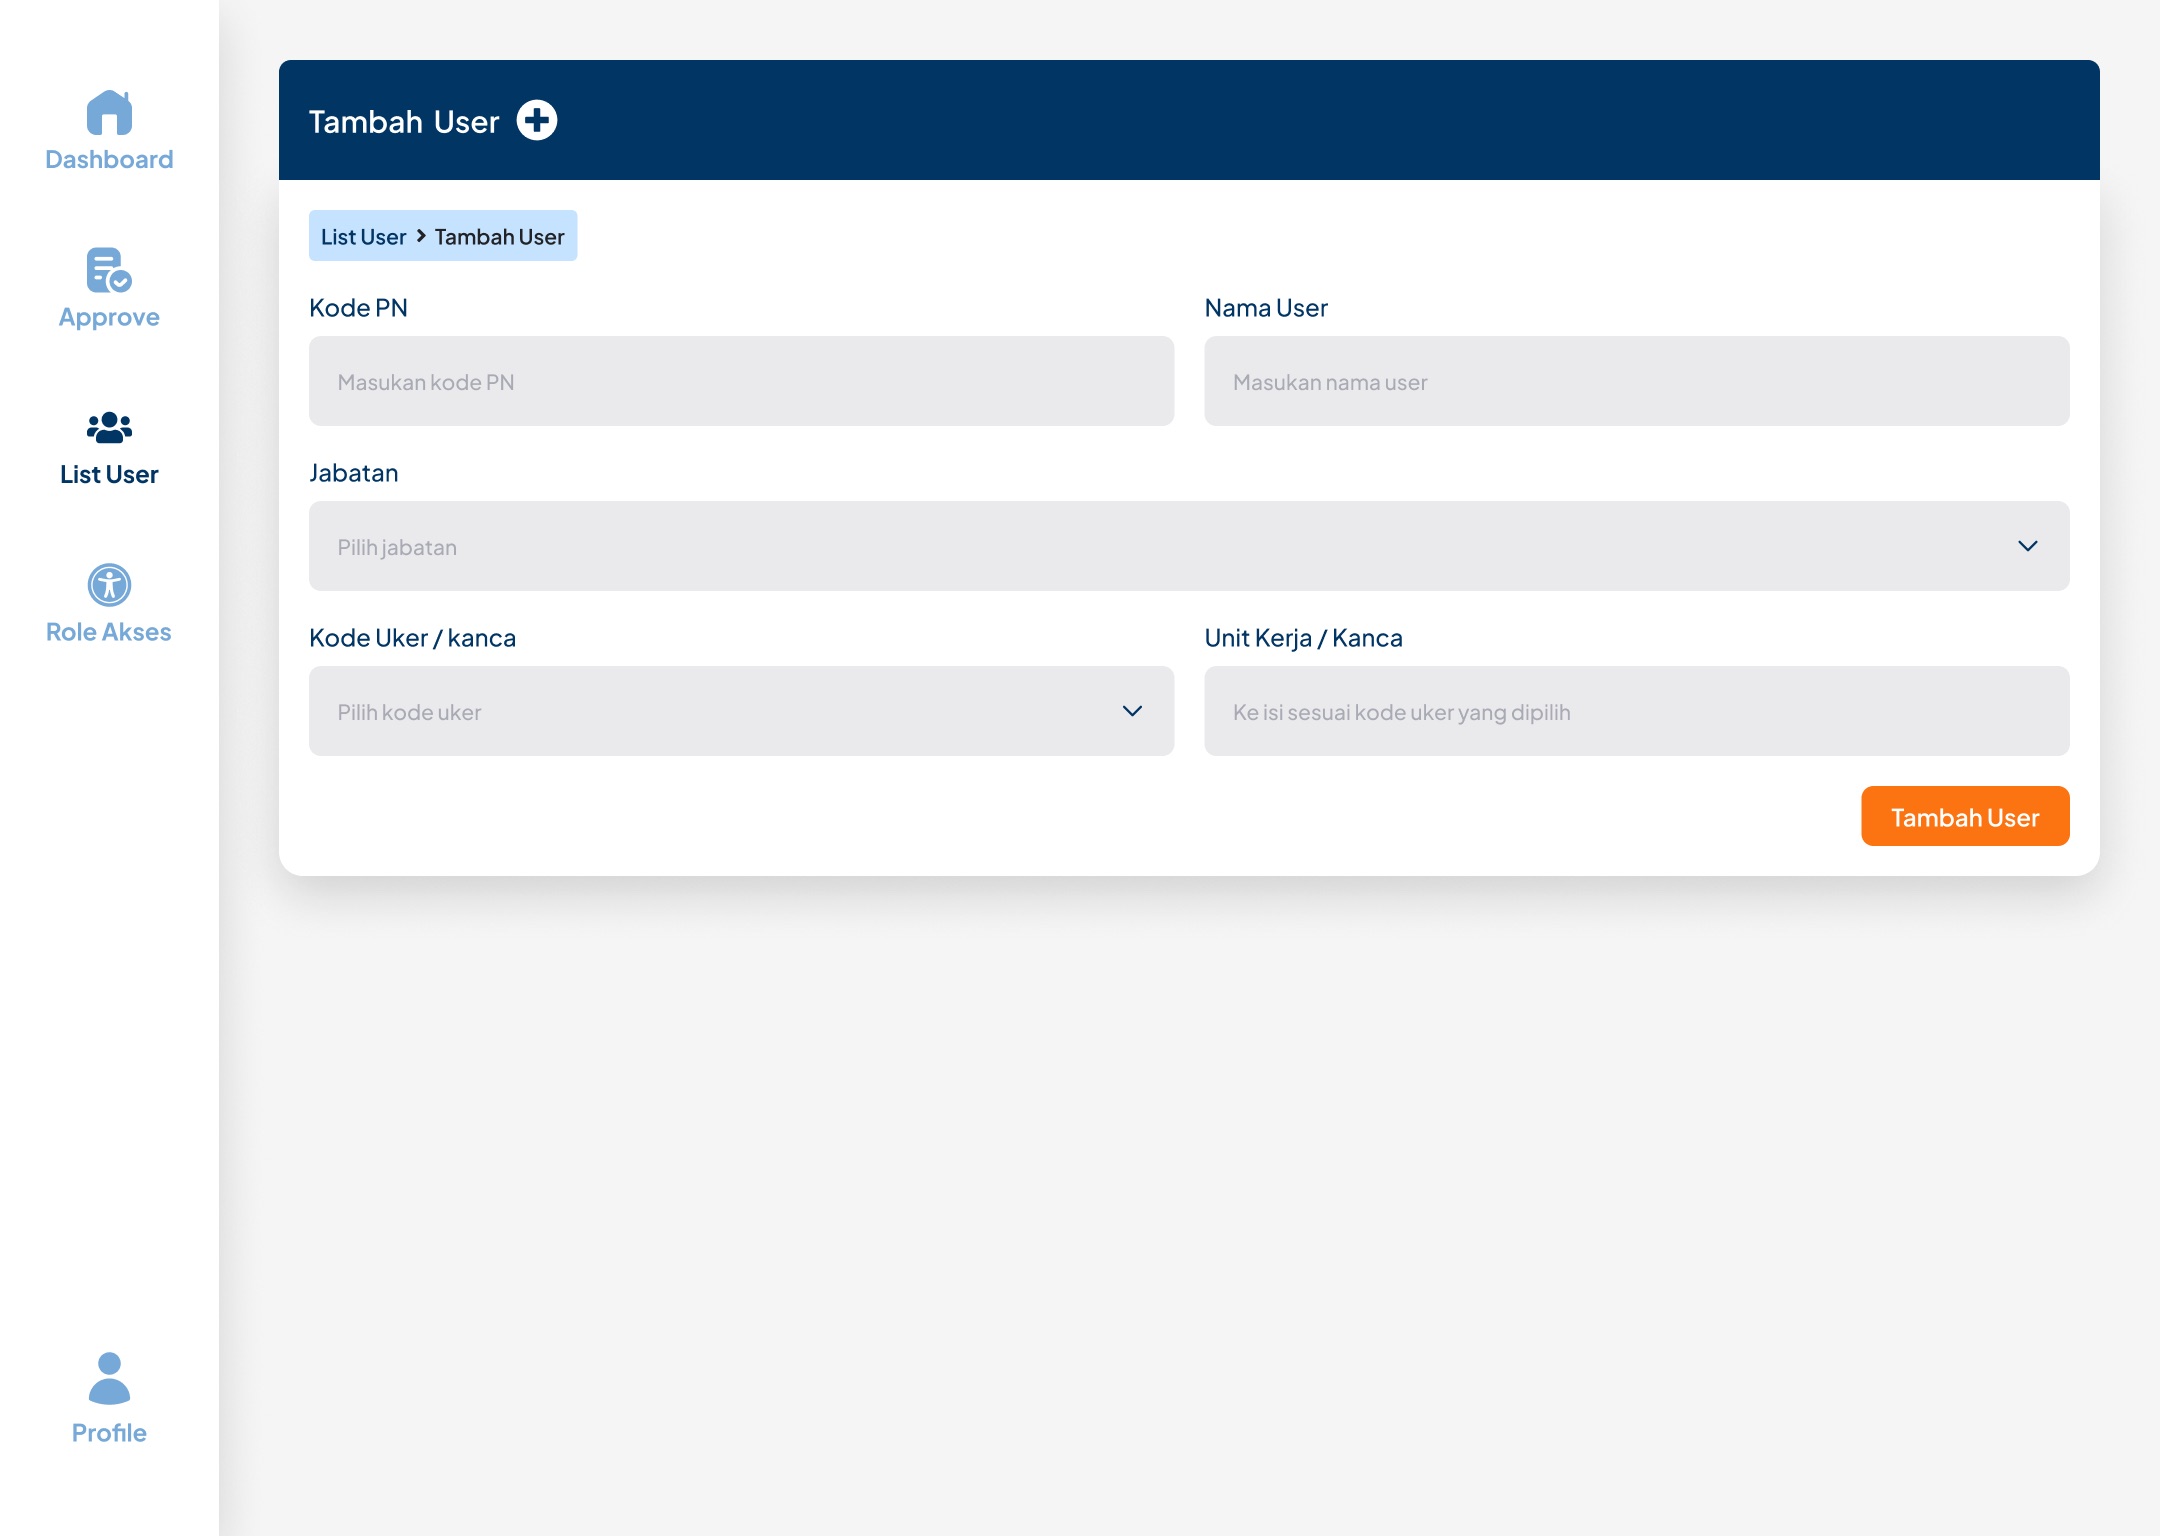 Dashboard
Approve
List User
Role Akses
Profile
Tambah User
List User > Tambah User
Kode PN
Masukan kode PN
Nama User
Masukan nama user
Jabatan
Pilih jabatan
Kode Uker / kanca
Pilih kode uker
Unit Kerja / Kanca
Ke isi sesuai kode uker yang dipilih
Tambah User